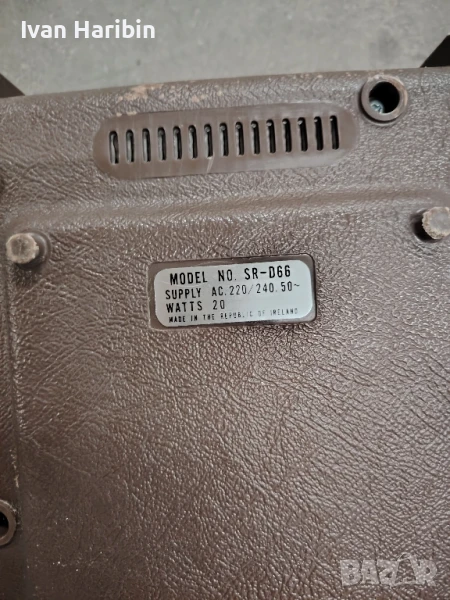 Ivan Haribin
MODEL NO. SR-D66
SUPPLY AC.220/240.50~
WATTS 20
MADE IN THE REPUBLIC OF IRELAND
BAZAR